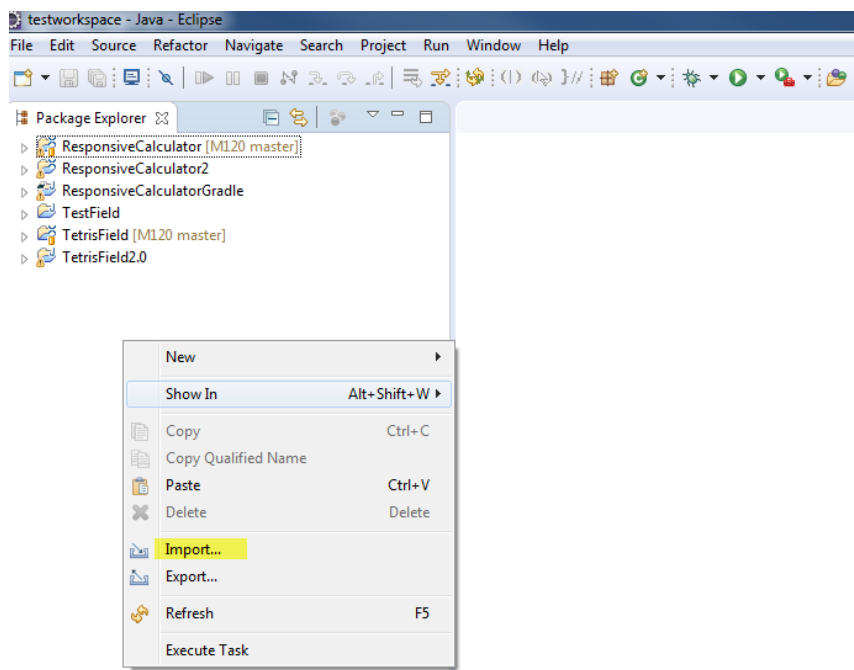 testworkspace - Java - Eclipse
File Edit Source Refactor Navigate Search Project Run Window Help
Package Explorer
ResponsiveCalculator [M120 master]
ResponsiveCalculator2
ResponsiveCalculatorGradle
TestField
TetrisField [M120 master]
TetrisField2.0
New
Show In Alt+Shift+W
Copy Ctrl+C
Copy Qualified Name
Paste Ctrl+V
Delete Delete
Import...
Export...
Refresh F5
Execute Task